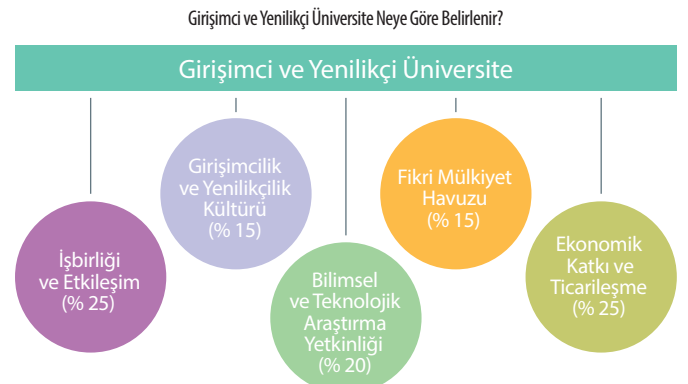 Girişimci ve Yenilikçi Üniversite Neye Göre Belirlenir?
Girişimci ve Yenilikçi Üniversite
İşbirliği
ve Etkileşim
(% 25)
Girişimcilik
ve Yenilikçilik
Kültürü
(% 15)
Bilimsel
ve Teknolojik
Araştırma
Yetkinliği
(% 20)
Fikri Mülkiyet
Havuzu
(% 15)
Ekonomik
Katkı ve
Ticarileşme
(% 25)